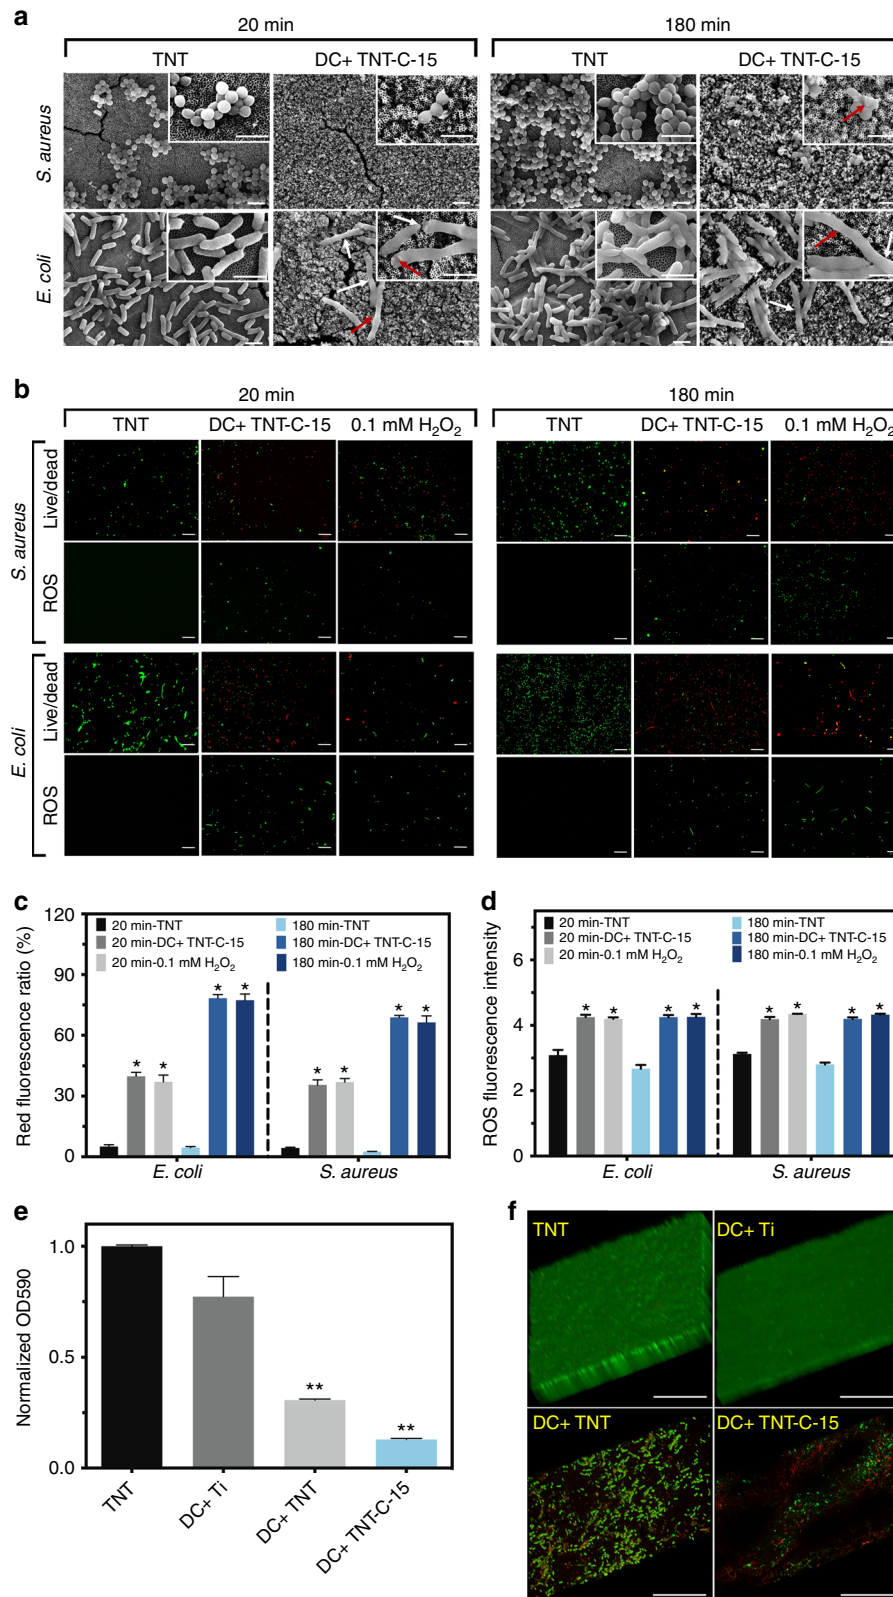 a
20 min
180 min
TNT
DC+ TNT-C-15
TNT
DC+ TNT-C-15
S. aureus
E. coli
b
20 min
180 min
TNT
DC+ TNT-C-15
0.1 mM H₂O₂
TNT
DC+ TNT-C-15
0.1 mM H₂O₂
S. aureus
Live/dead
ROS
E. coli
Live/dead
ROS
c
Red fluorescence ratio (%)
120
90
60
30
0
20 min-TNT
20 min-DC+ TNT-C-15
20 min-0.1 mM H₂O₂
180 min-TNT
180 min-DC+ TNT-C-15
180 min-0.1 mM H₂O₂
* * * * * * * *
E. coli
S. aureus
d
ROS fluorescence intensity
6
4
2
0
20 min-TNT
20 min-DC+ TNT-C-15
20 min-0.1 mM H₂O₂
180 min-TNT
180 min-DC+ TNT-C-15
180 min-0.1 mM H₂O₂
* * * * * * * *
E. coli
S. aureus
e
Normalized OD590
1.0
0.5
0.0
**
**
TNT
DC+ Ti
DC+ TNT
DC+ TNT-C-15
f
TNT
DC+ Ti
DC+ TNT
DC+ TNT-C-15